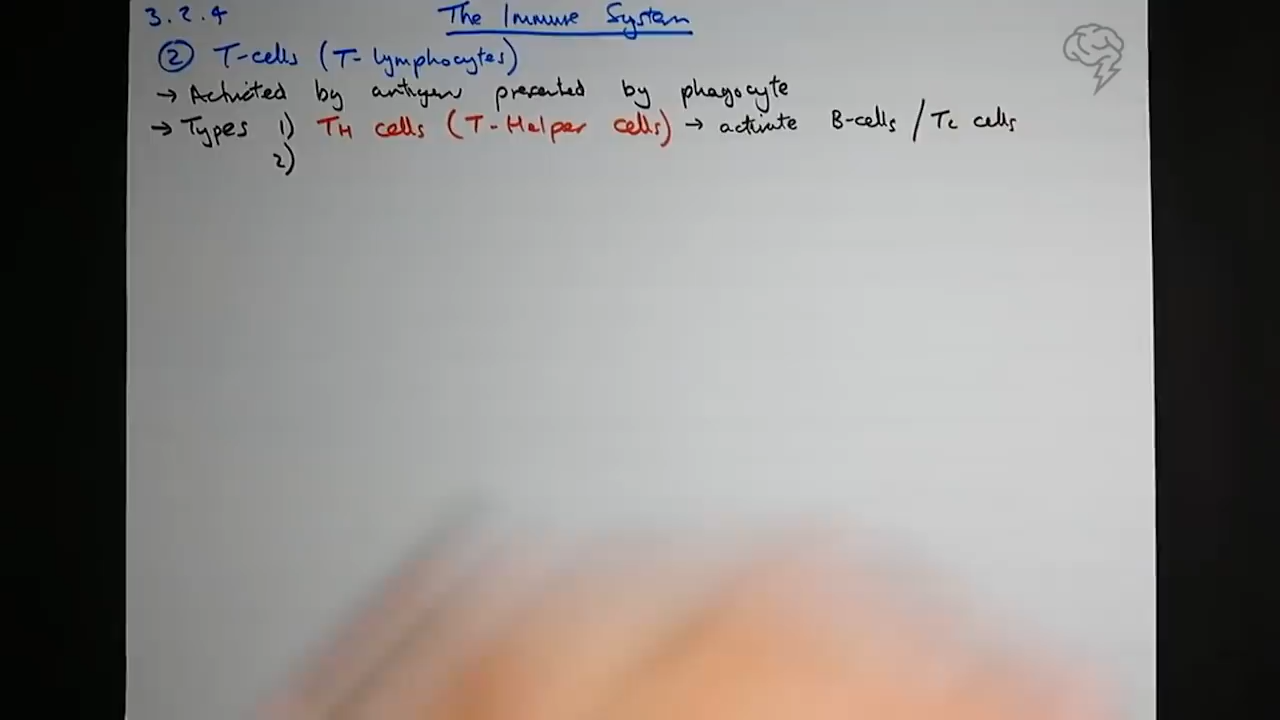 3.2.4 The Immune System
② T-cells (T-lymphocytes)
→ Activated by antigens presented by phagocyte
→ Types 1) TH cells (T-Helper cells) → activate B-cells / Tc cells
2)